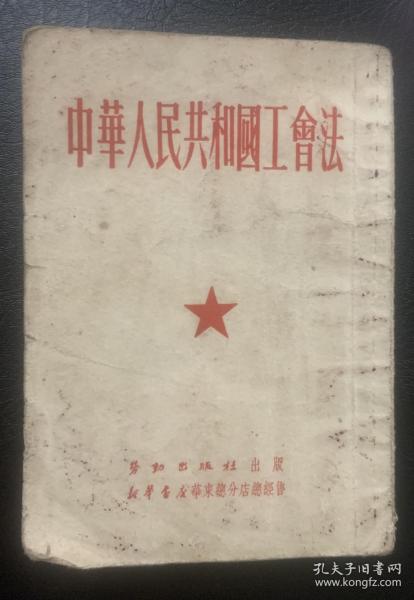 中華人民共和國工會法
勞動出版社 出版
新華書店華東總分店總經售
孔夫子旧书网
www.kongfz.com